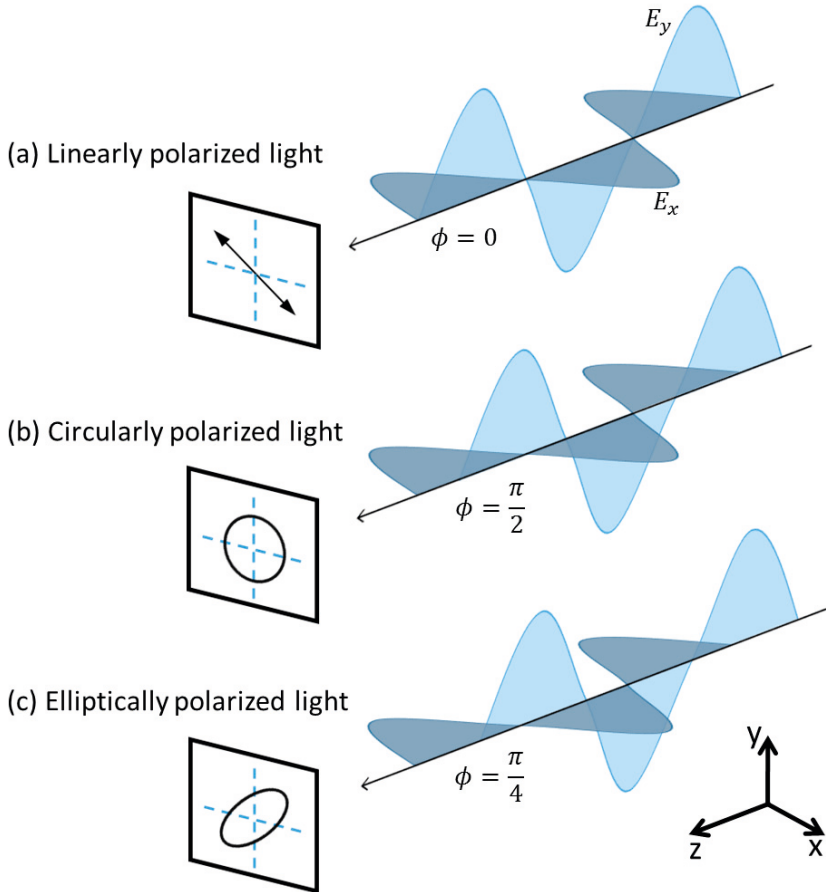 E_y
(a) Linearly polarized light
E_x
ϕ = 0
(b) Circularly polarized light
ϕ = π/2
(c) Elliptically polarized light
ϕ = π/4
y
z
x